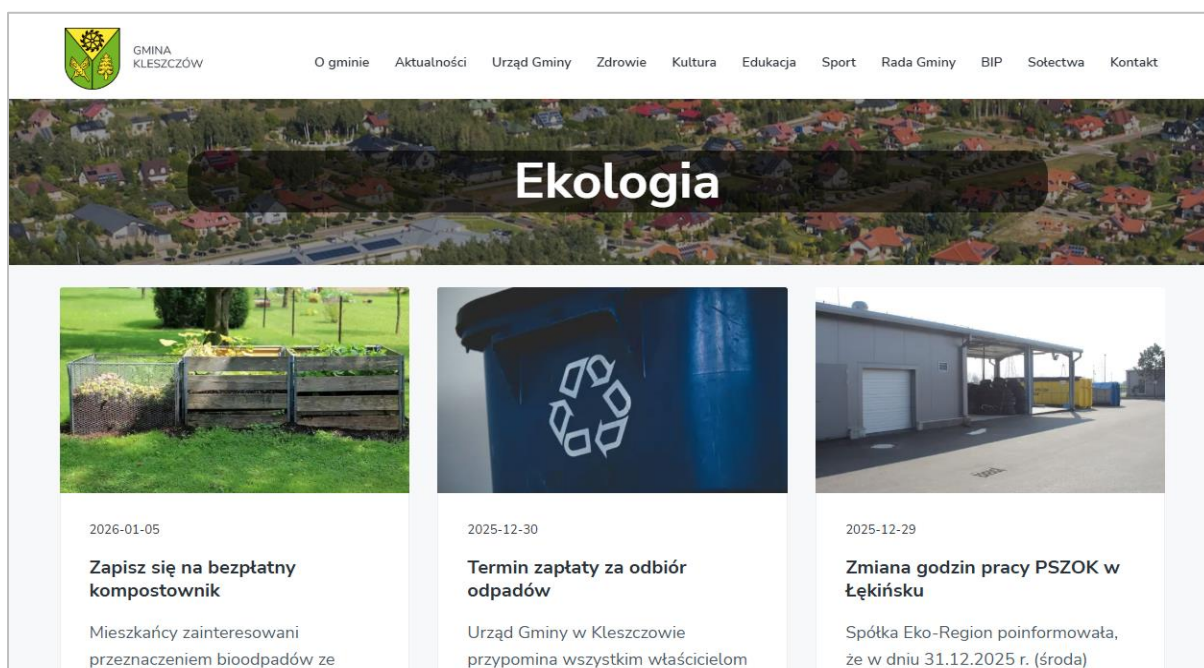 GMINA
KLESZCZÓW
O gminie Aktualności Urząd Gminy Zdrowie Kultura Edukacja Sport Rada Gminy BIP Sołectwa Kontakt
Ekologia
2026-01-05
Zapisz się na bezpłatny
kompostownik
Mieszkańcy zainteresowani
przeznaczeniem bioodpadów ze
2025-12-30
Termin zapłaty za odbiór
odpadów
Urząd Gminy w Kleszczowie
przypomina wszystkim właścicielom
2025-12-29
Zmiana godzin pracy PSZOK w
Łękińsku
Spółka Eko-Region poinformowała,
że w dniu 31.12.2025 r. (środa)